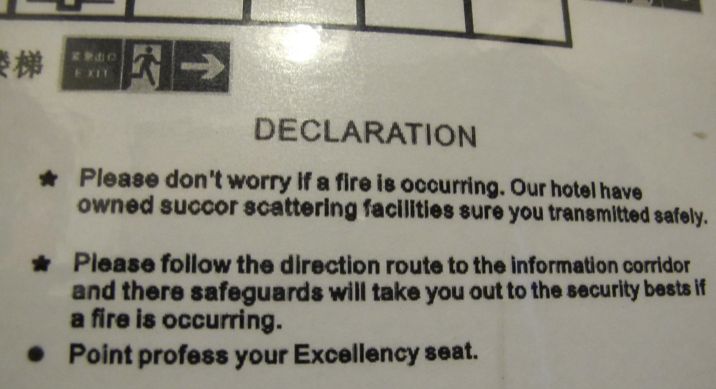 楼梯
EXIT
DECLARATION
★ Please don't worry if a fire is occurring. Our hotel have
owned succor scattering facilities sure you transmitted safely.
★ Please follow the direction route to the information corridor
and there safeguards will take you out to the security bests if
a fire is occurring.
● Point profess your Excellency seat.